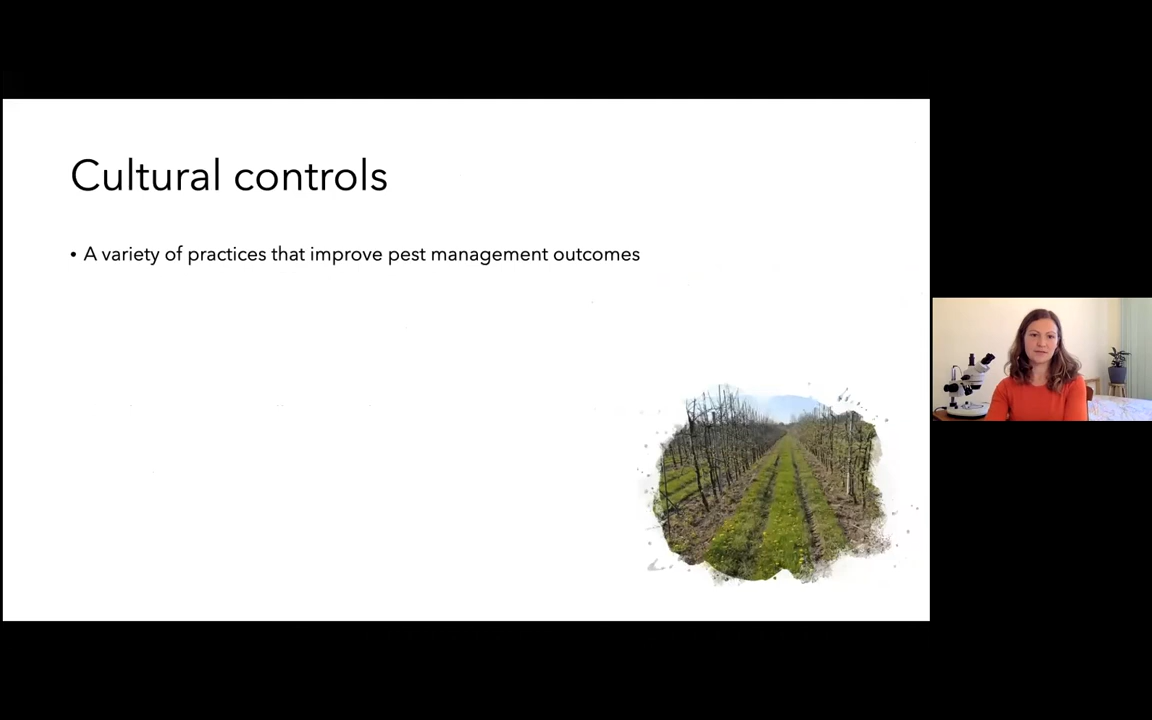 Cultural controls
• A variety of practices that improve pest management outcomes